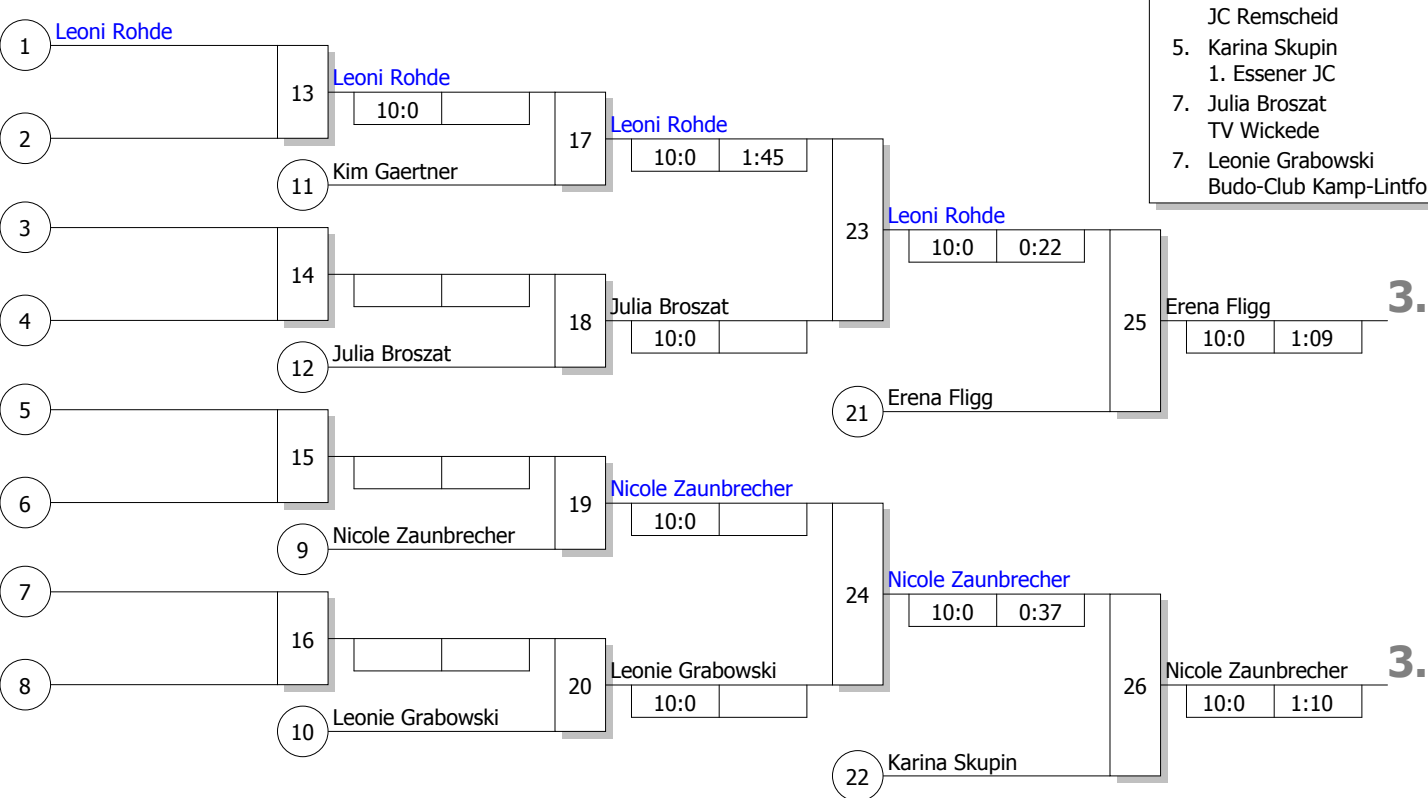 JC Remscheid
5. Karina Skupin
1. Essener JC
7. Julia Broszat
TV Wickede
7. Leonie Grabowski
Budo-Club Kamp-Lintfo
1 Leoni Rohde
13 Leoni Rohde
10:0
2
17 Leoni Rohde
10:0 1:45
11 Kim Gaertner
3
23 Leoni Rohde
10:0 0:22
14
4
18 Julia Broszat
10:0
12 Julia Broszat
25 Erena Fligg 3.
10:0 1:09
5
21 Erena Fligg
15
6
19 Nicole Zaunbrecher
10:0
9 Nicole Zaunbrecher
7
24 Nicole Zaunbrecher
10:0 0:37
16
8
20 Leonie Grabowski
10:0
10 Leonie Grabowski
26 Nicole Zaunbrecher 3.
10:0 1:10
22 Karina Skupin